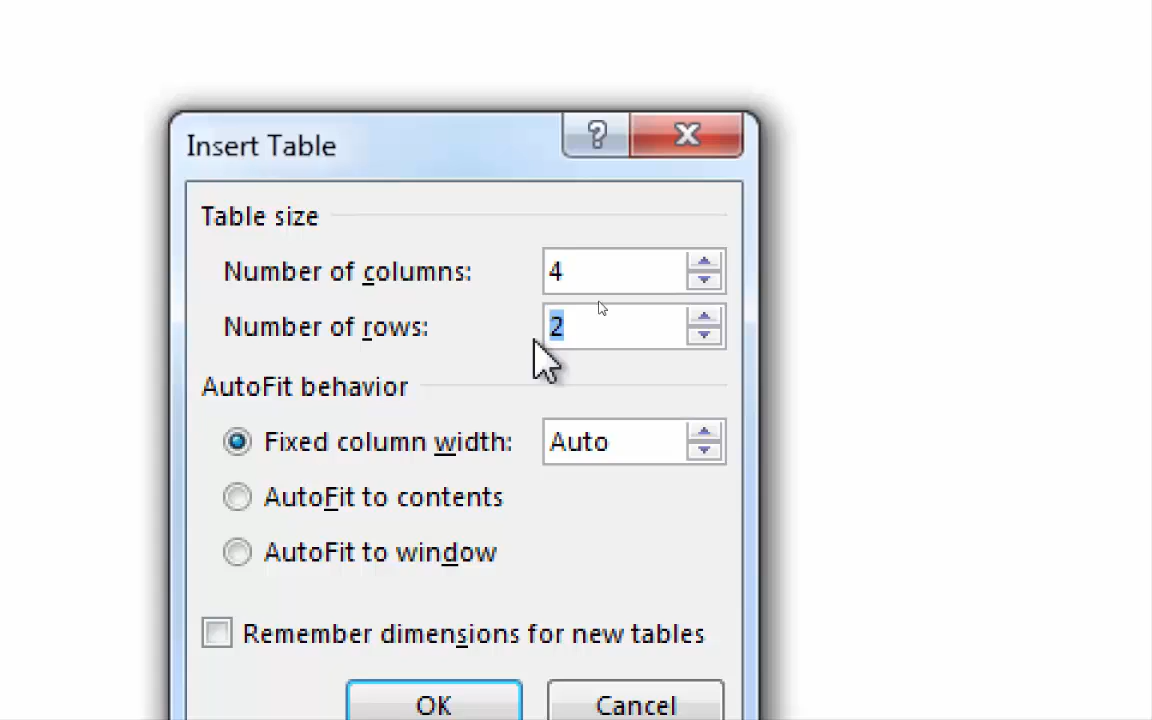 Insert Table
Table size
Number of columns: 4
Number of rows: 2
AutoFit behavior
Fixed column width: Auto
AutoFit to contents
AutoFit to window
Remember dimensions for new tables
OK Cancel